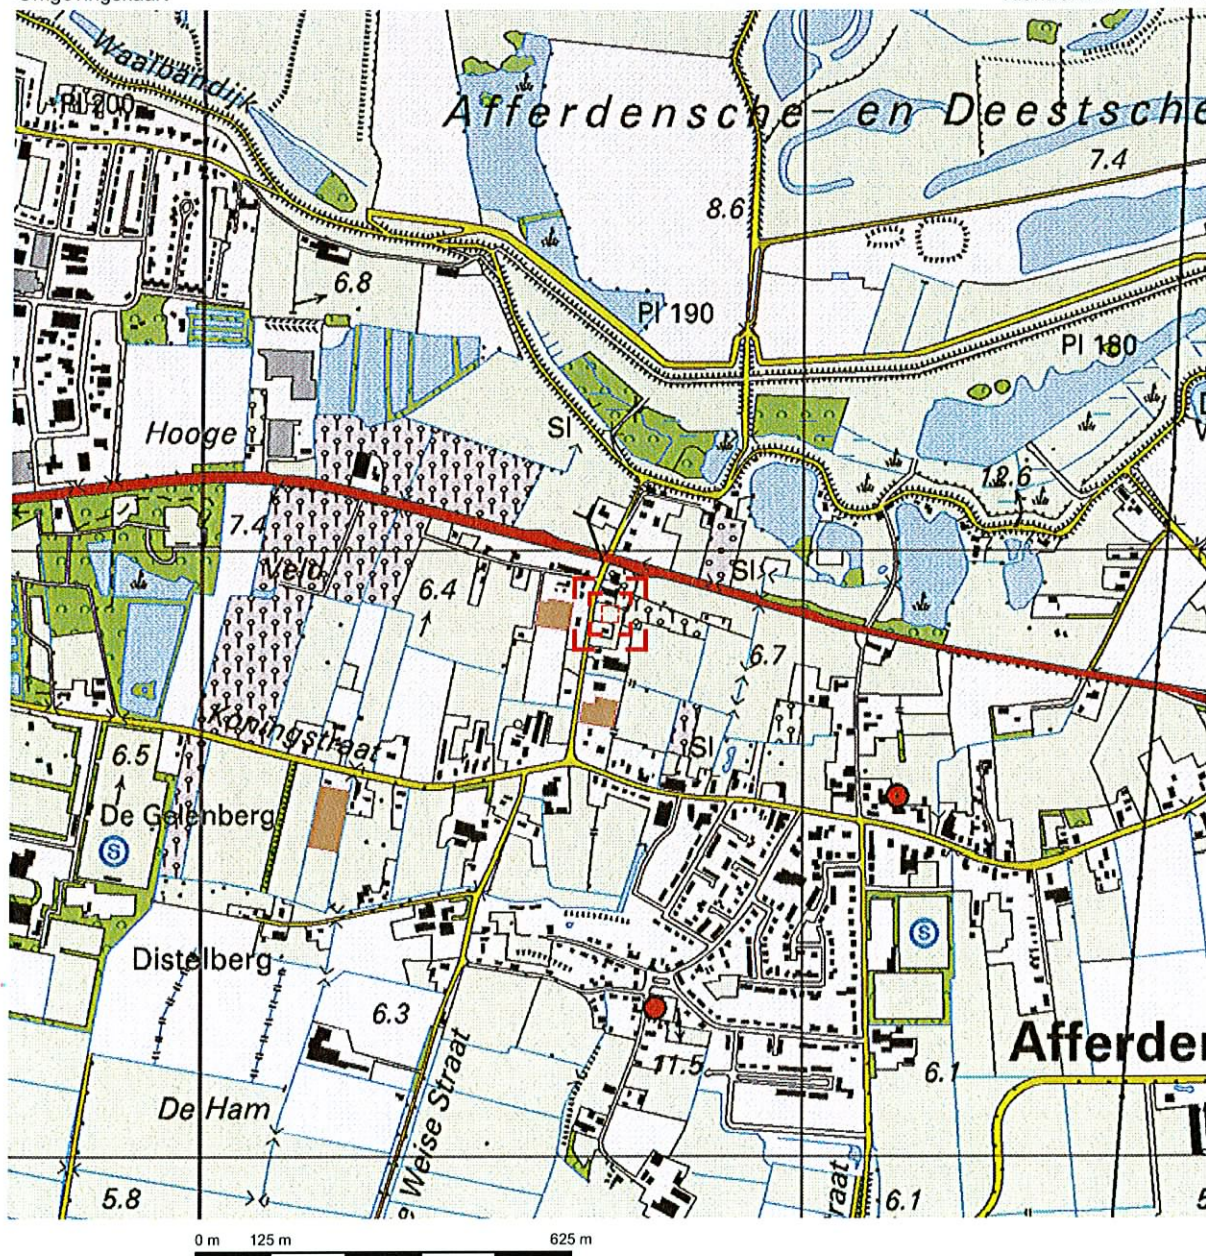 Waalbandijk
Pl 200
Afferdensche- en Deestsche
7.4
8.6
6.8
Pl 190
Pl 180
Hooge
Sl
12.6
7.4
Veld
6.4
Sl
6.7
Koningstraat
Sl
6.5
De Gelenberg
S
S
Distelberg
6.3
Weise Straat
11.5
Afferden
6.1
De Ham
5.8
raat
6.1
5
0 m 125 m 625 m